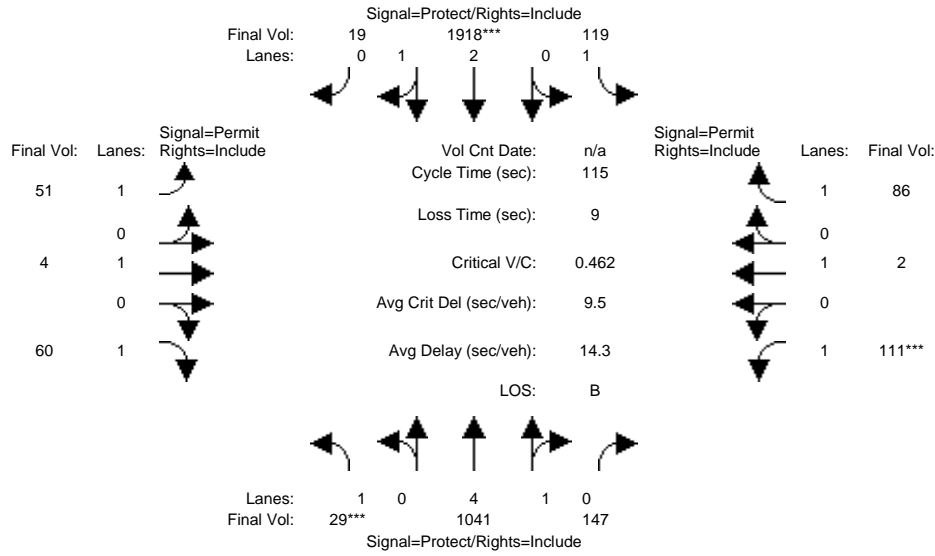 Signal=Protect/Rights=Include
Final Vol: 19 1918*** 119
Lanes: 0 1 2 0 1
Signal=Permit Signal=Permit
Final Vol: Lanes: Rights=Include Vol Cnt Date: n/a Rights=Include Lanes: Final Vol:
Cycle Time (sec): 115
51 1 1 86
Loss Time (sec): 9
0 0
4 1 Critical V/C: 0.462 1 2
0 Avg Crit Del (sec/veh): 9.5 0
60 1 Avg Delay (sec/veh): 14.3 1 111***
LOS: B
Lanes: 1 0 4 1 0
Final Vol: 29*** 1041 147
Signal=Protect/Rights=Include